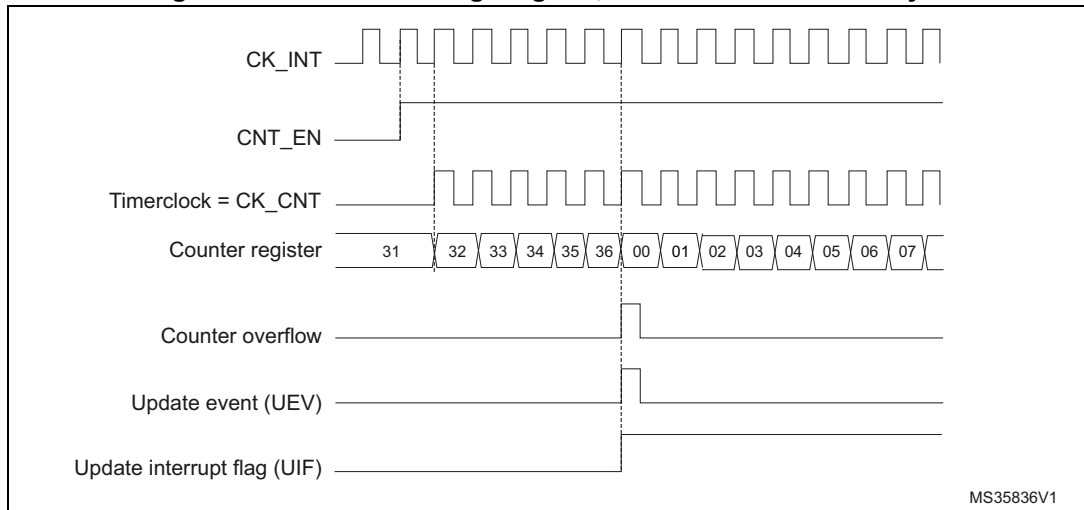 CK_INT
CNT_EN
Timerclock = CK_CNT
Counter register 31 32 33 34 35 36 00 01 02 03 04 05 06 07
Counter overflow
Update event (UEV)
Update interrupt flag (UIF)
MS35836V1